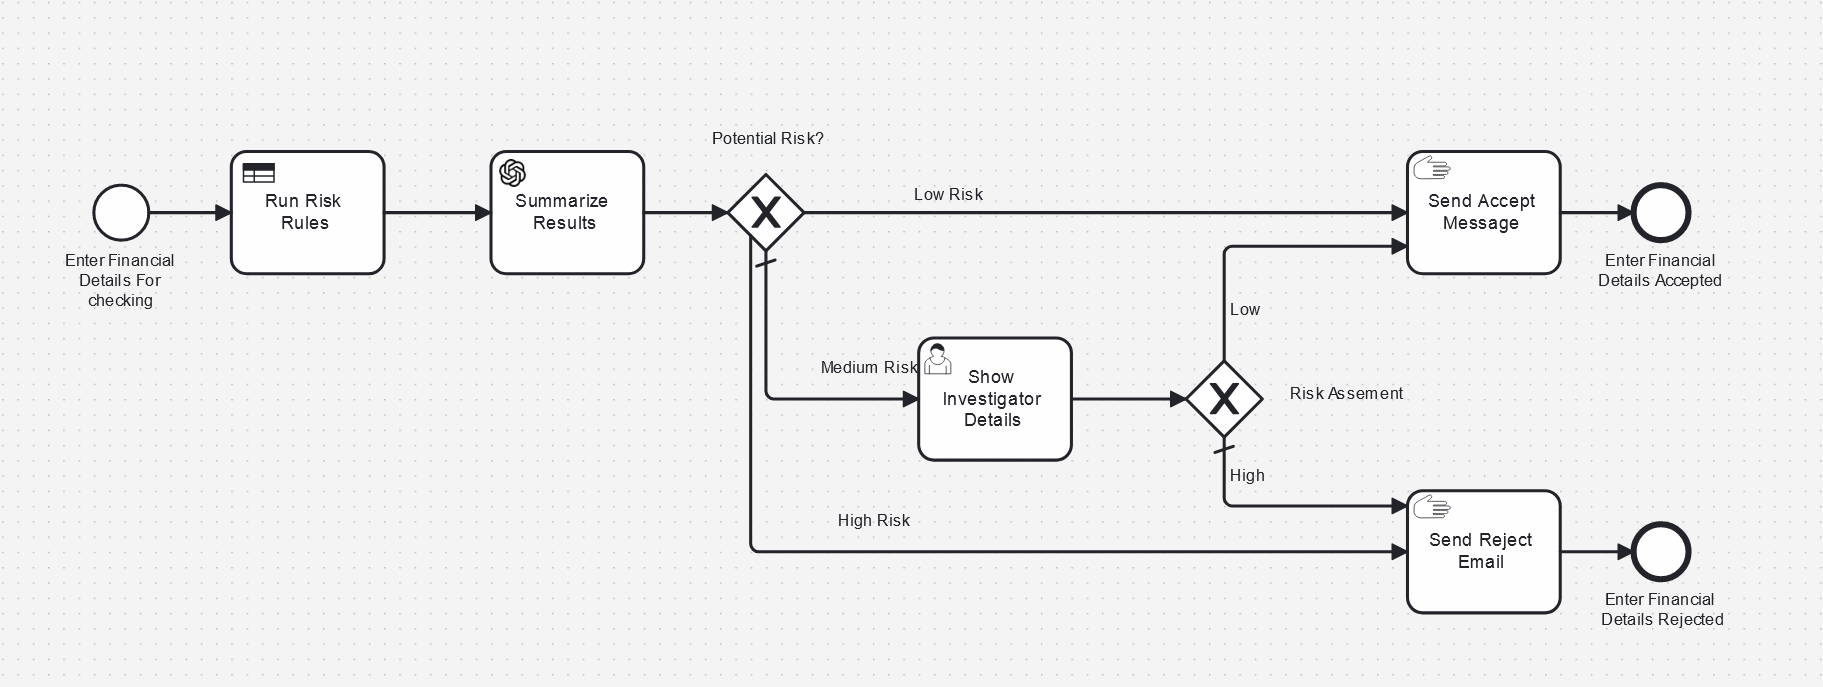 Potential Risk?
Enter Financial
Details For
checking
Run Risk
Rules
Summarize
Results
Low Risk
Send Accept
Message
Enter Financial
Details Accepted
Medium Risk
Show
Investigator
Details
Low
Risk Assement
High
High Risk
Send Reject
Email
Enter Financial
Details Rejected